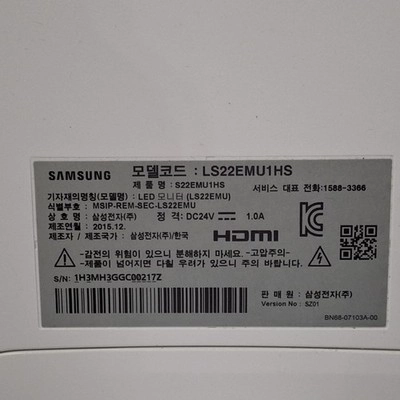 SAMSUNG 모델코드 : LS22EMU1HS
제 품 명 : S22EMU1HS 서비스 대표 전화:1588-3366
기자재의명칭(모델명) : LED 모니터 (LS22EMU)
식별부호 : MSIP-REM-SEC-LS22EMU
상호명 : 삼성전자(주) 정 격: DC24V 1.0A
제조연월 : 2015.12.
제조자 / 제조국가 : 삼성전자(주)/한국 HDMI
-감전의 위험이 있으니 분해하지 마세요. -고압주의-
제품이 넘어지면 다칠 우려가 있으니 주의 하세요
S/N: 1H3MH3GGC00217Z
판 매 원 : 삼성전자(주)
Version No : SZ01
BN68-07103A-00